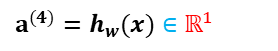 a⁽⁴⁾ = h_w(x) ∈ ℝ¹